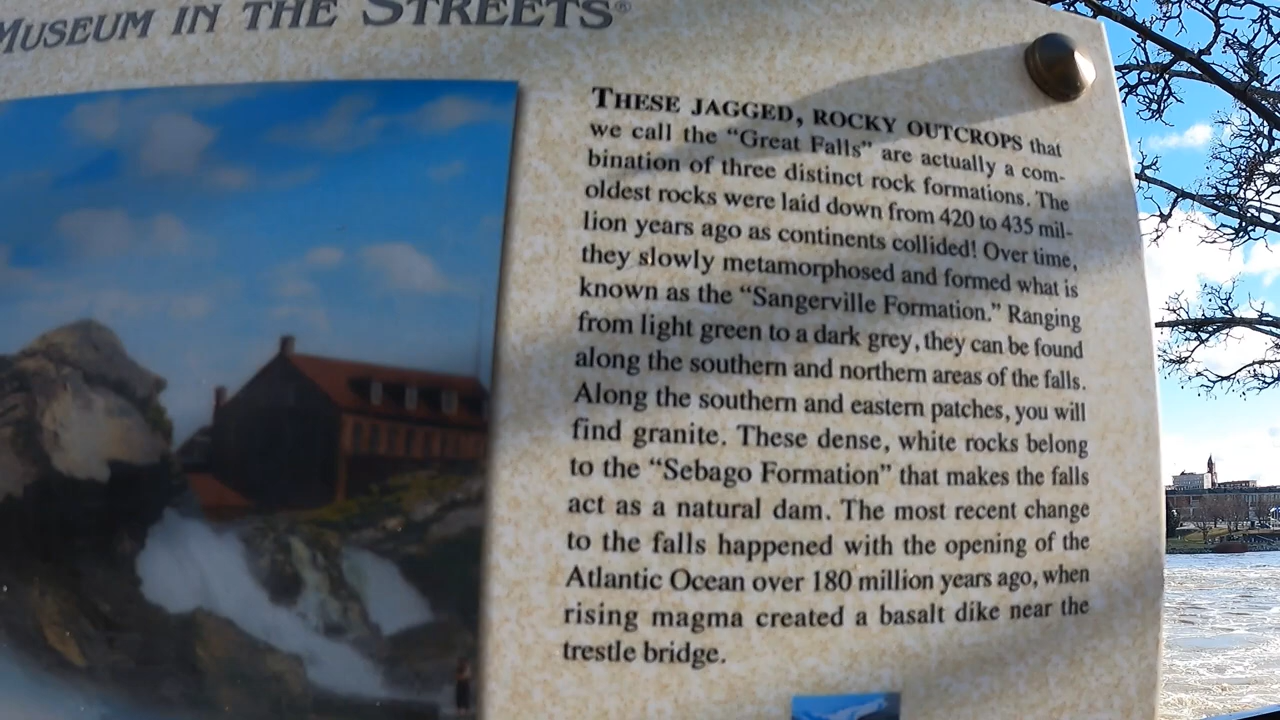 MUSEUM IN THE STREETS®
THESE JAGGED, ROCKY OUTCROPS that
we call the “Great Falls” are actually a com-
bination of three distinct rock formations. The
oldest rocks were laid down from 420 to 435 mil-
lion years ago as continents collided! Over time,
they slowly metamorphosed and formed what is
known as the “Sangerville Formation.” Ranging
from light green to a dark grey, they can be found
along the southern and northern areas of the falls.
Along the southern and eastern patches, you will
find granite. These dense, white rocks belong
to the “Sebago Formation” that makes the falls
act as a natural dam. The most recent change
to the falls happened with the opening of the
Atlantic Ocean over 180 million years ago, when
rising magma created a basalt dike near the
trestle bridge.